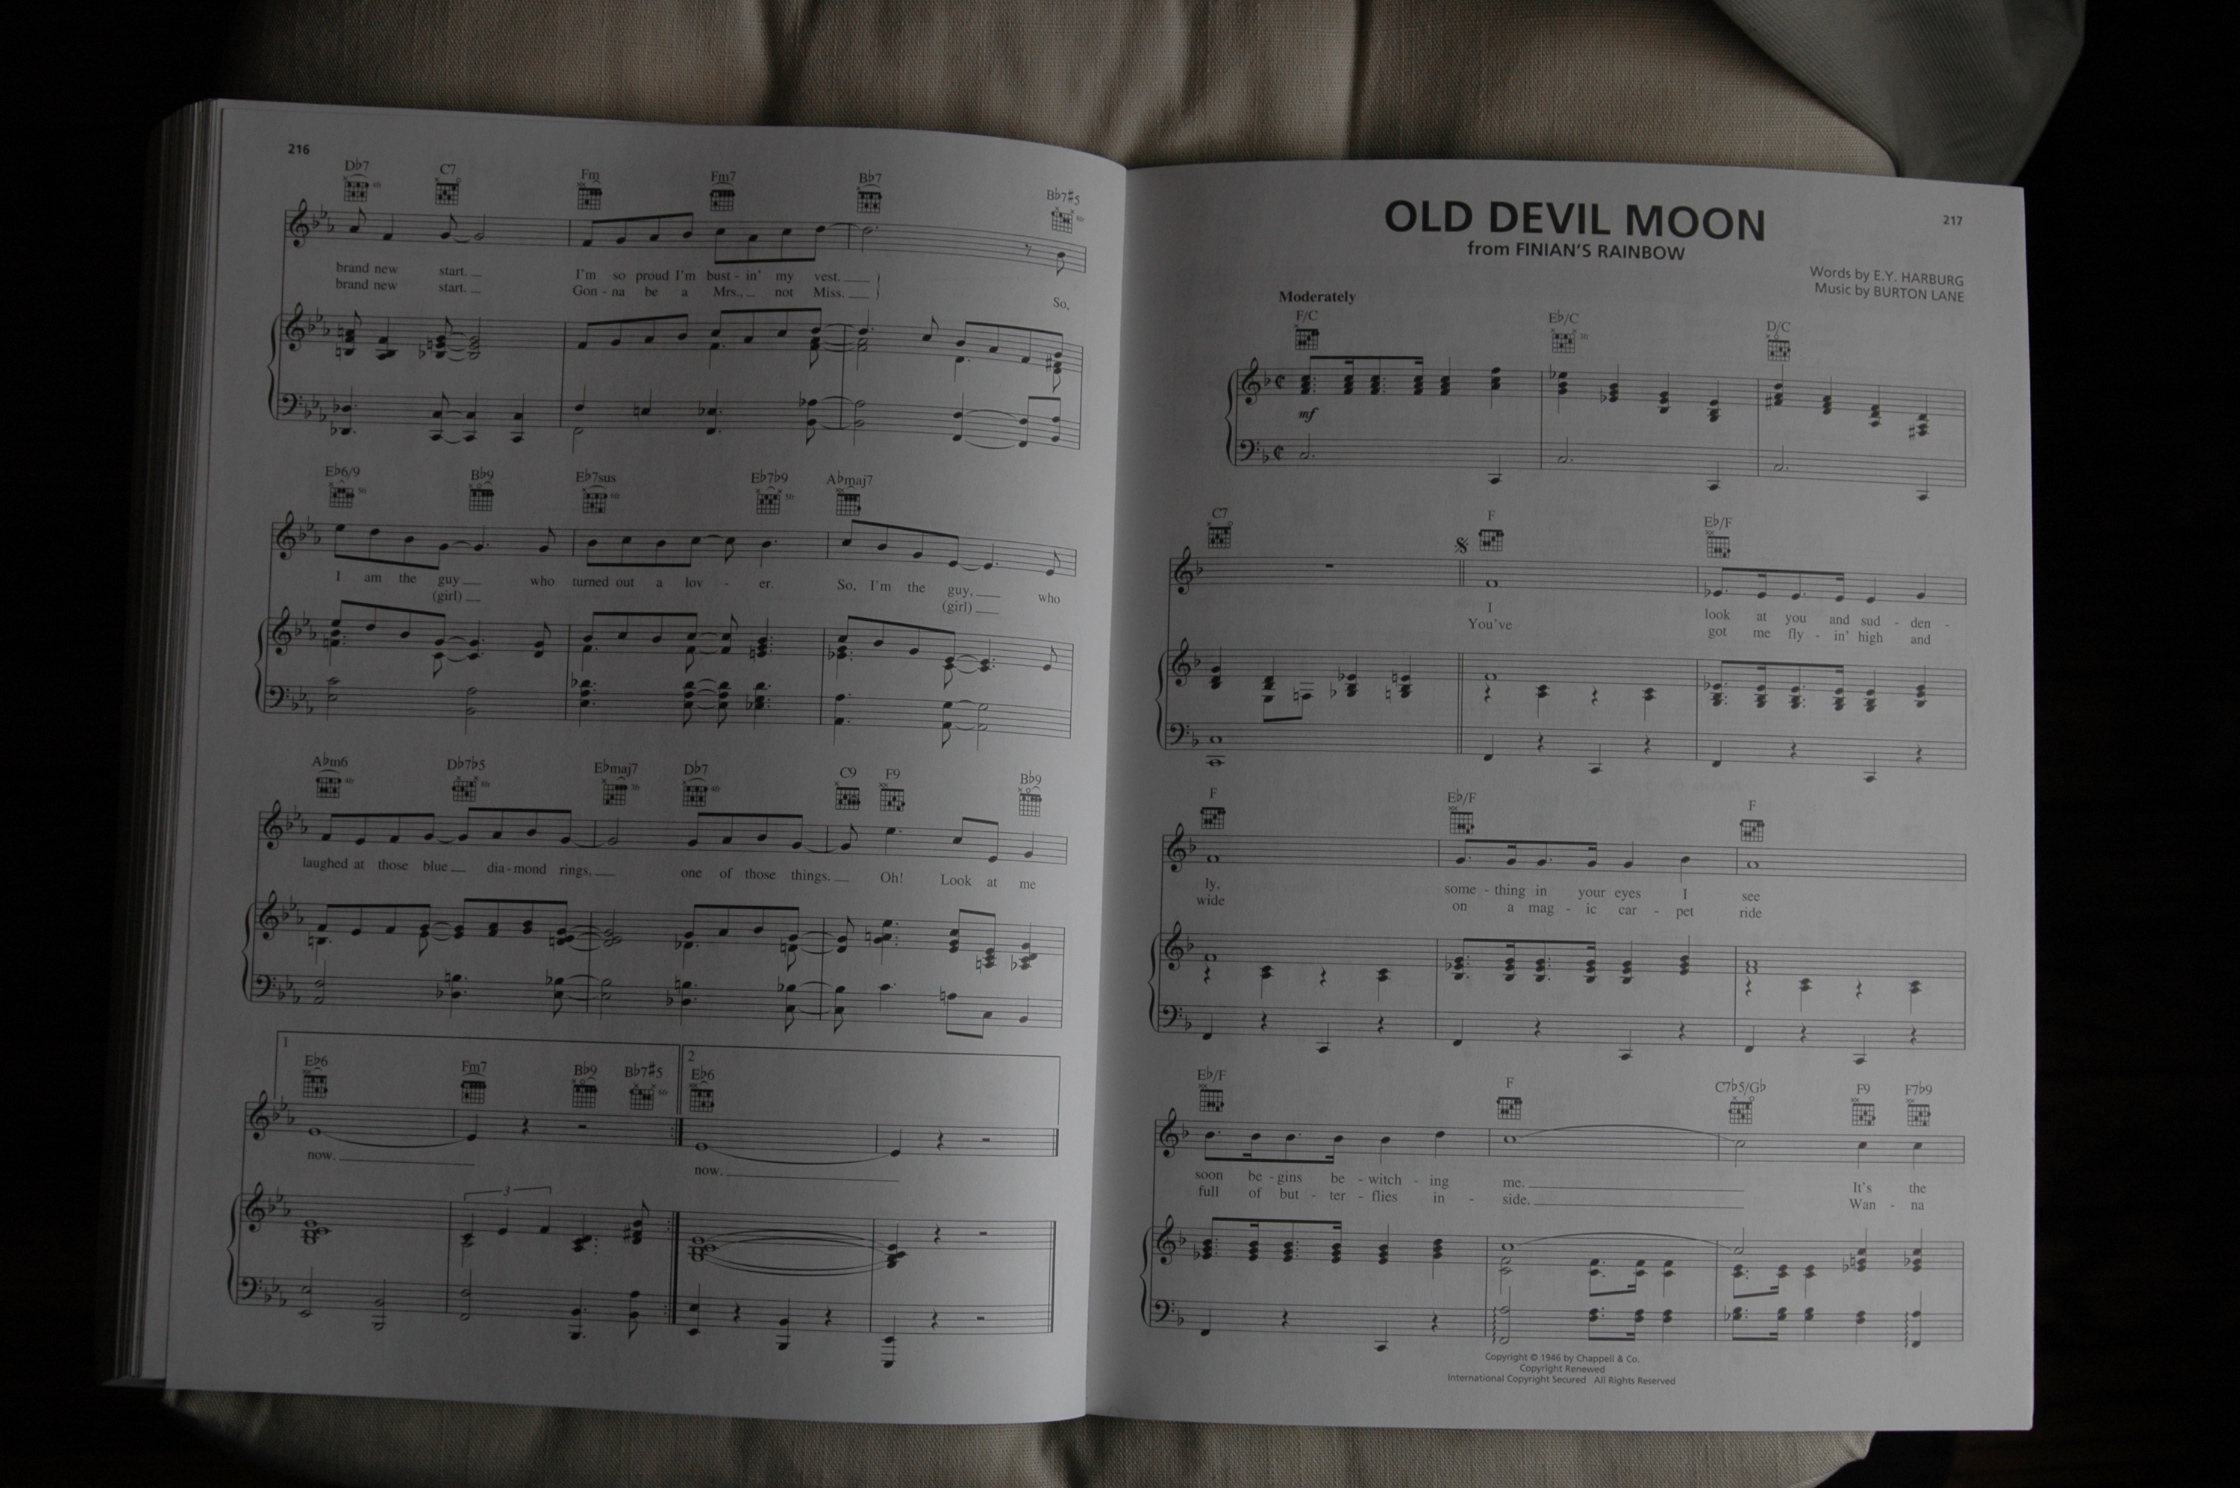 216
Db7 C7 Fm Fm7 Bb7 Bb7#5
brand new start. I'm so proud I'm bust - in' my vest.
brand new start. Gon - na be a Mrs., not Miss. So,
Eb6/9 Bb9 Eb7sus Eb7b9 Abmaj7
I am the guy who turned out a lov - er. So, I'm the guy, who
(girl) (girl)
Abm6 Db7b5 Ebmaj7 Db7 C9 F9 Bb9
laughed at those blue dia - mond rings, one of those things. Oh! Look at me
1 2
Eb6 Fm7 Bb9 Bb7#5 Eb6
now. now.
3
217
OLD DEVIL MOON
from FINIAN'S RAINBOW
Words by E.Y. HARBURG
Music by BURTON LANE
Moderately
F/C Eb/C D/C
mf
C7 F Eb/F
I look at you and sud - den -
You've got me fly - in' high and
F Eb/F F
ly, some - thing in your eyes I see
wide on a mag - ic car - pet ride
Eb/F F C7b5/Gb F9 F7b9
soon be - gins be - witch - ing me. It's the
full of but - ter - flies in - side. Wan - na
Copyright © 1946 by Chappell & Co.
Copyright Renewed
International Copyright Secured All Rights Reserved